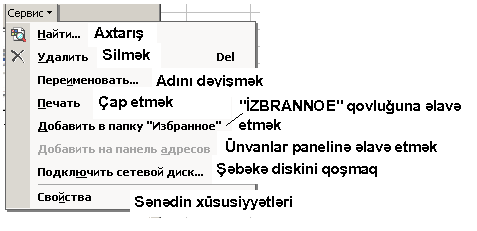 Сервис
Найти... Axtarış
Удалить Silmək Del
Переименовать... Adını dəyişmək
Печать Çap etmək
Добавить в папку "Избранное" "İZBRANNOE" qovluğuna əlavə etmək
Добавить на панель адресов Ünvanlar panelinə əlavə etmək
Подключить сетевой диск... Şəbəkə diskini qoşmaq
Свойства Sənədin xüsusiyyətləri